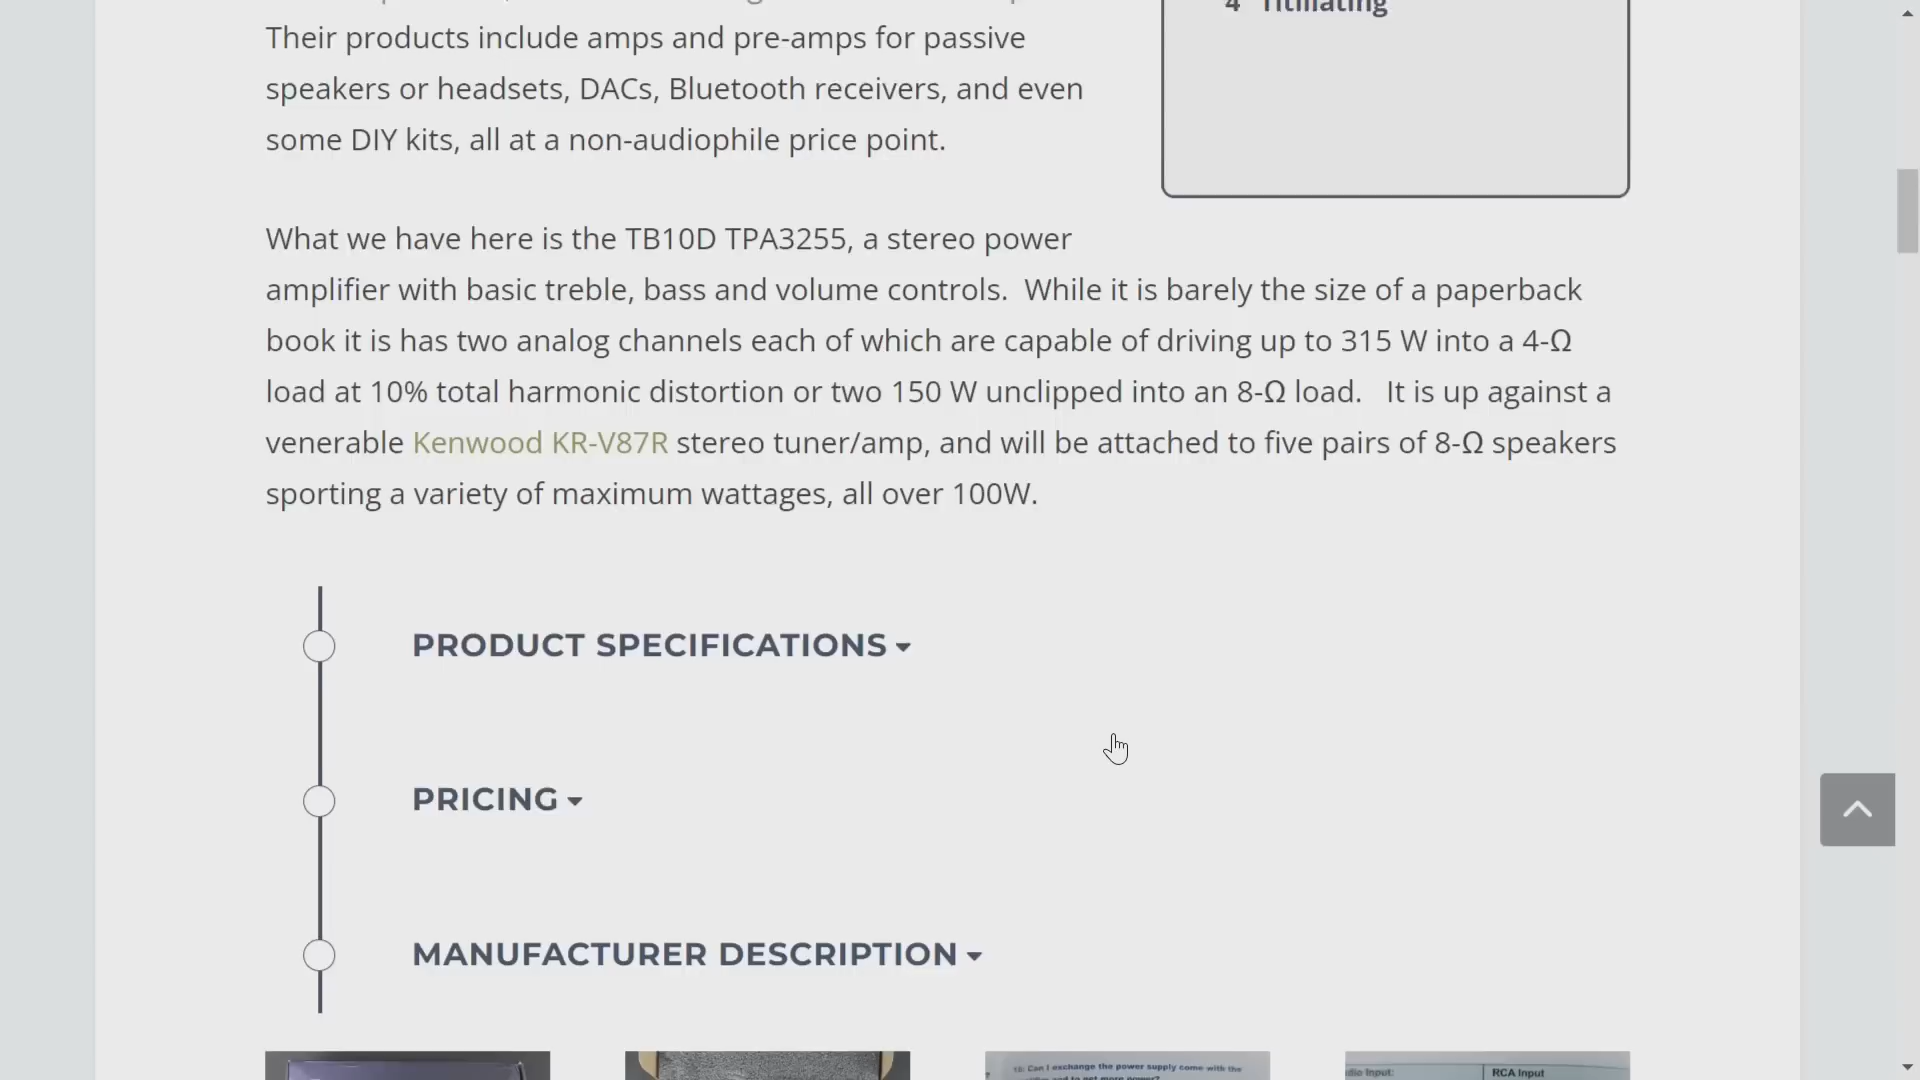 4 Titillating
Their products include amps and pre-amps for passive
speakers or headsets, DACs, Bluetooth receivers, and even
some DIY kits, all at a non-audiophile price point.
What we have here is the TB10D TPA3255, a stereo power
amplifier with basic treble, bass and volume controls.  While it is barely the size of a paperback
book it is has two analog channels each of which are capable of driving up to 315 W into a 4-Ω
load at 10% total harmonic distortion or two 150 W unclipped into an 8-Ω load.   It is up against a
venerable Kenwood KR-V87R stereo tuner/amp, and will be attached to five pairs of 8-Ω speakers
sporting a variety of maximum wattages, all over 100W.
PRODUCT SPECIFICATIONS
PRICING
MANUFACTURER DESCRIPTION
Can I exchange the power supply come with the
and to get more power?
Input:
RCA Input